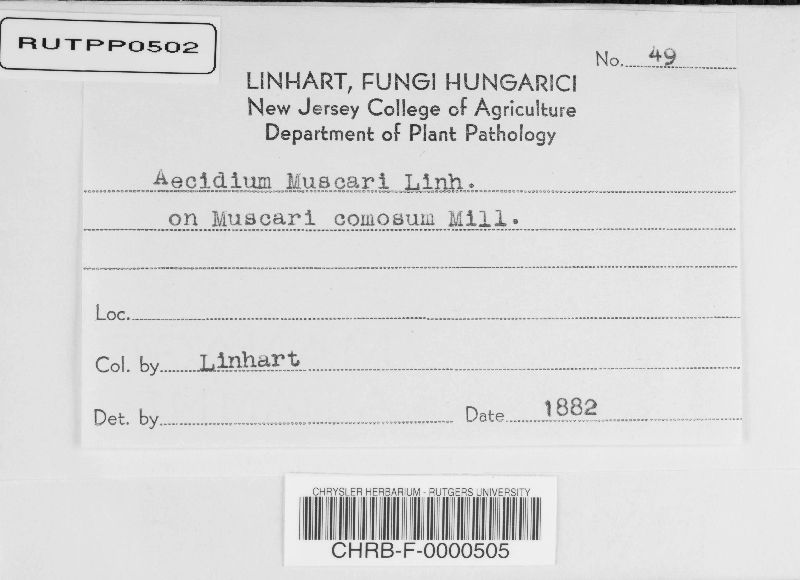 RUTPP0502
No. 49
LINHART, FUNGI HUNGARICI
New Jersey College of Agriculture
Department of Plant Pathology
Aecidium Muscari Linh.
on Muscari comosum Mill.
Loc.
Col. by Linhart
Det. by Date 1882
CHRYSLER HERBARIUM - RUTGERS UNIVERSITY
CHRB-F-0000505